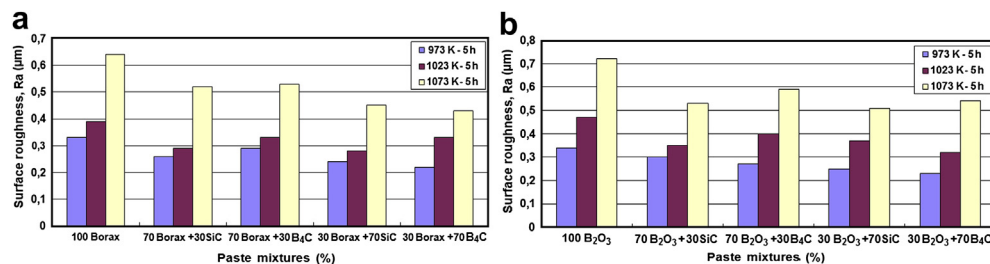 a
Surface roughness, Ra (µm)
0,7
0,6
0,5
0,4
0,3
0,2
0,1
0
973 K - 5h
1023 K - 5h
1073 K - 5h
100 Borax
70 Borax +30SiC
70 Borax +30B₄C
30 Borax +70SiC
30 Borax +70B₄C
Paste mixtures (%)
b
Surface roughness, Ra (µm)
0,8
0,7
0,6
0,5
0,4
0,3
0,2
0,1
0
973 K - 5h
1023 K - 5h
1073 K - 5h
100 B₂O₃
70 B₂O₃ +30SiC
70 B₂O₃ +30B₄C
30 B₂O₃ +70SiC
30 B₂O₃ +70B₄C
Paste mixtures (%)